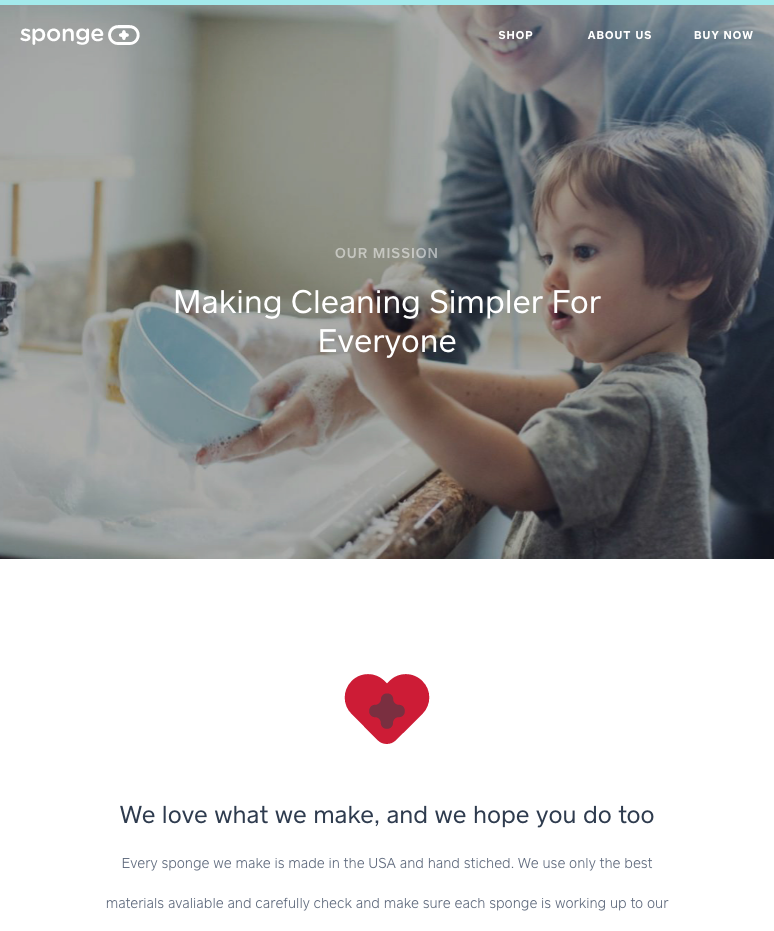 sponge
SHOP ABOUT US BUY NOW
OUR MISSION
Making Cleaning Simpler For
Everyone
We love what we make, and we hope you do too
Every sponge we make is made in the USA and hand stiched. We use only the best
materials avaliable and carefully check and make sure each sponge is working up to our